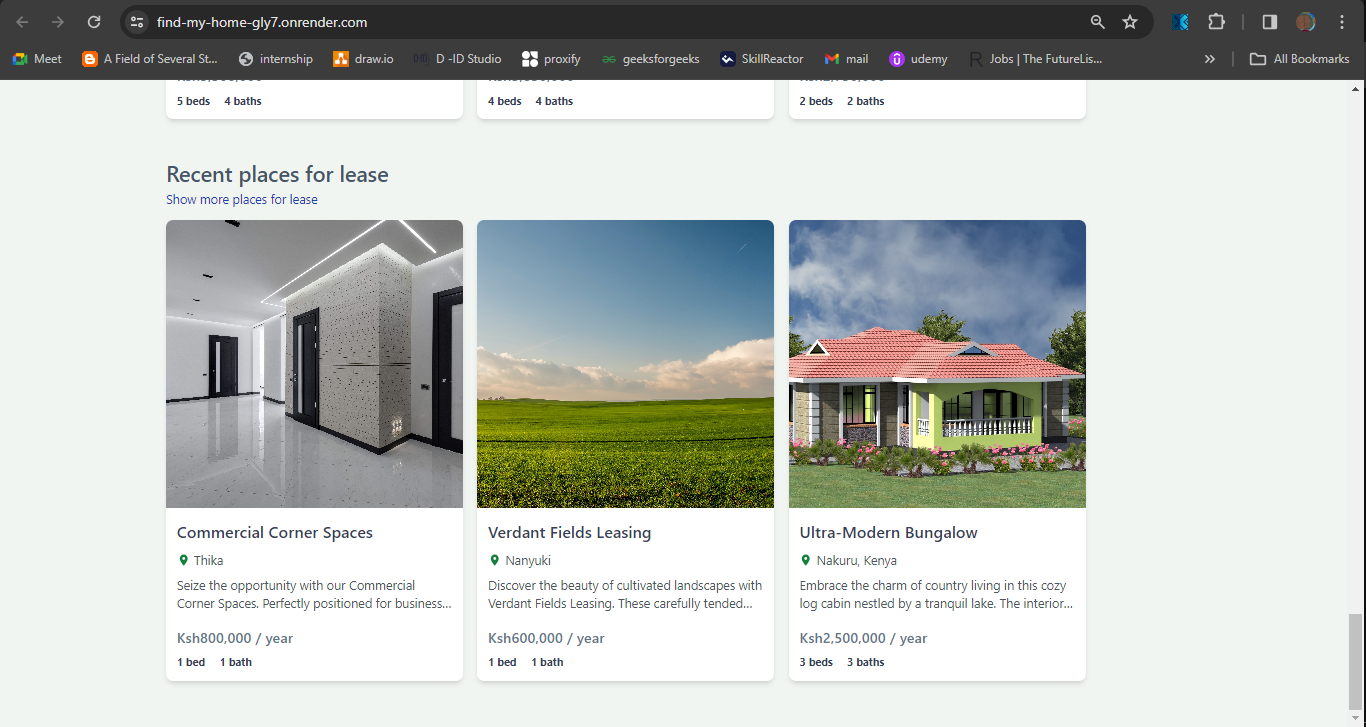 find-my-home-gly7.onrender.com
Meet
A Field of Several St...
internship
draw.io
D -ID Studio
proxify
geeksforgeeks
SkillReactor
mail
udemy
Jobs | The FutureLis...
All Bookmarks
5 beds 4 baths
4 beds 4 baths
2 beds 2 baths
Recent places for lease
Show more places for lease
Commercial Corner Spaces
Thika
Seize the opportunity with our Commercial
Corner Spaces. Perfectly positioned for business...
Ksh800,000 / year
1 bed 1 bath
Verdant Fields Leasing
Nanyuki
Discover the beauty of cultivated landscapes with
Verdant Fields Leasing. These carefully tended...
Ksh600,000 / year
1 bed 1 bath
Ultra-Modern Bungalow
Nakuru, Kenya
Embrace the charm of country living in this cozy
log cabin nestled by a tranquil lake. The interior...
Ksh2,500,000 / year
3 beds 3 baths